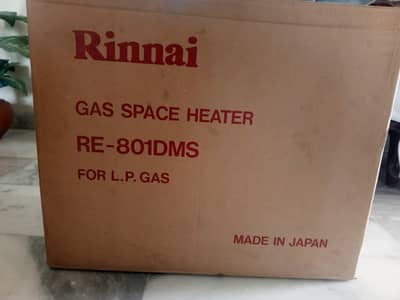 Rinnai
GAS SPACE HEATER
RE-801DMS
FOR L.P. GAS
MADE IN JAPAN